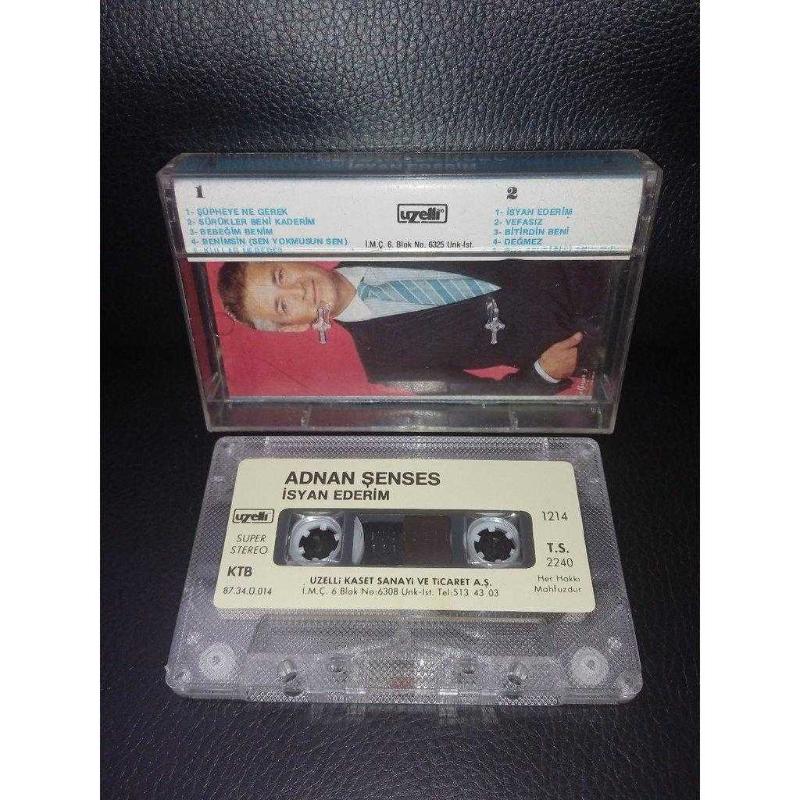 1
1- ŞÜPHEYE NE GEREK
2- SÜRÜKLER BENİ KADERİM
3- BEBEĞİM BENİM
4- BENİMSİN (SEN YOKMUSUN SEN)
uzelli
İ.M.Ç. 6. Blok No. 6325 Unk-İst.
2
1- İSYAN EDERİM
2- VEFASIZ
3- BİTİRDİN BENİ
4- DEĞMEZ
ADNAN ŞENSES
İSYAN EDERİM
uzelli
SUPER
STEREO
KTB
87.34.O.014
1214
T.S.
2240
Her Hakkı
Mahfuzdur
UZELLİ KASET SANAYİ VE TİCARET A.Ş.
İ.M.Ç. 6 Blok No:6308 Unk-İst. Tel:513 43 03